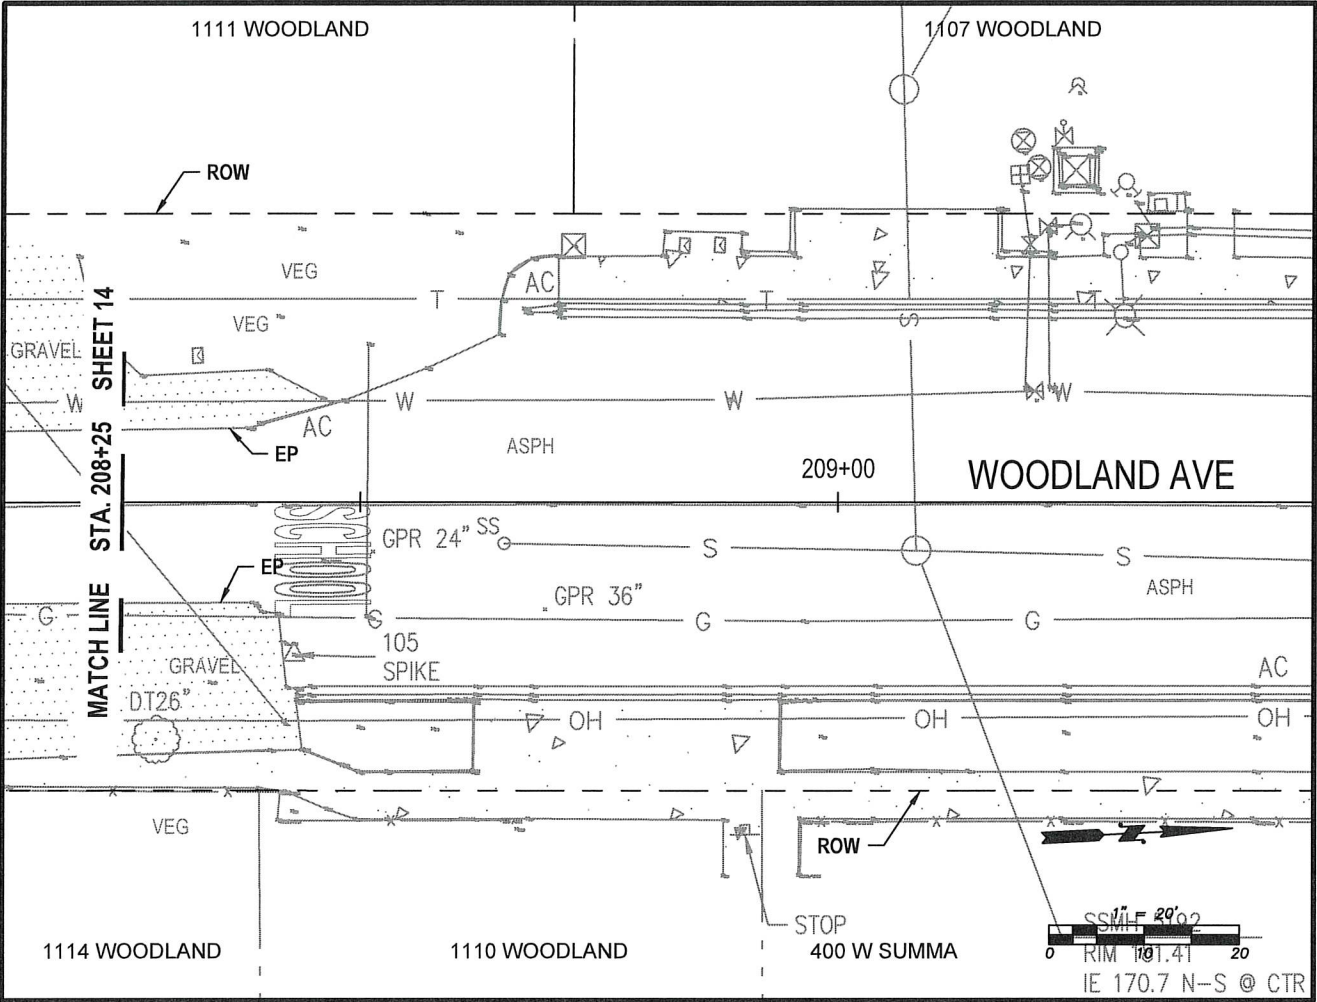 1111 WOODLAND
1107 WOODLAND
ROW
VEG
AC
T
T
T
S
VEG
GRAVEL
W
W
W
W
AC
EP
ASPH
209+00
WOODLAND AVE
MATCH LINE STA. 208+25 SHEET 14
SCHOOL
GPR 24" SS
S
S
EP
GPR 36"
ASPH
G
G
G
G
105
SPIKE
GRAVEL
AC
DT26"
OH
OH
OH
X
X
X
X
X
X
X
VEG
ROW
STOP
1114 WOODLAND
1110 WOODLAND
400 W SUMMA
1" = 20'
0
10
20
IE 170.7 N-S @ CTR